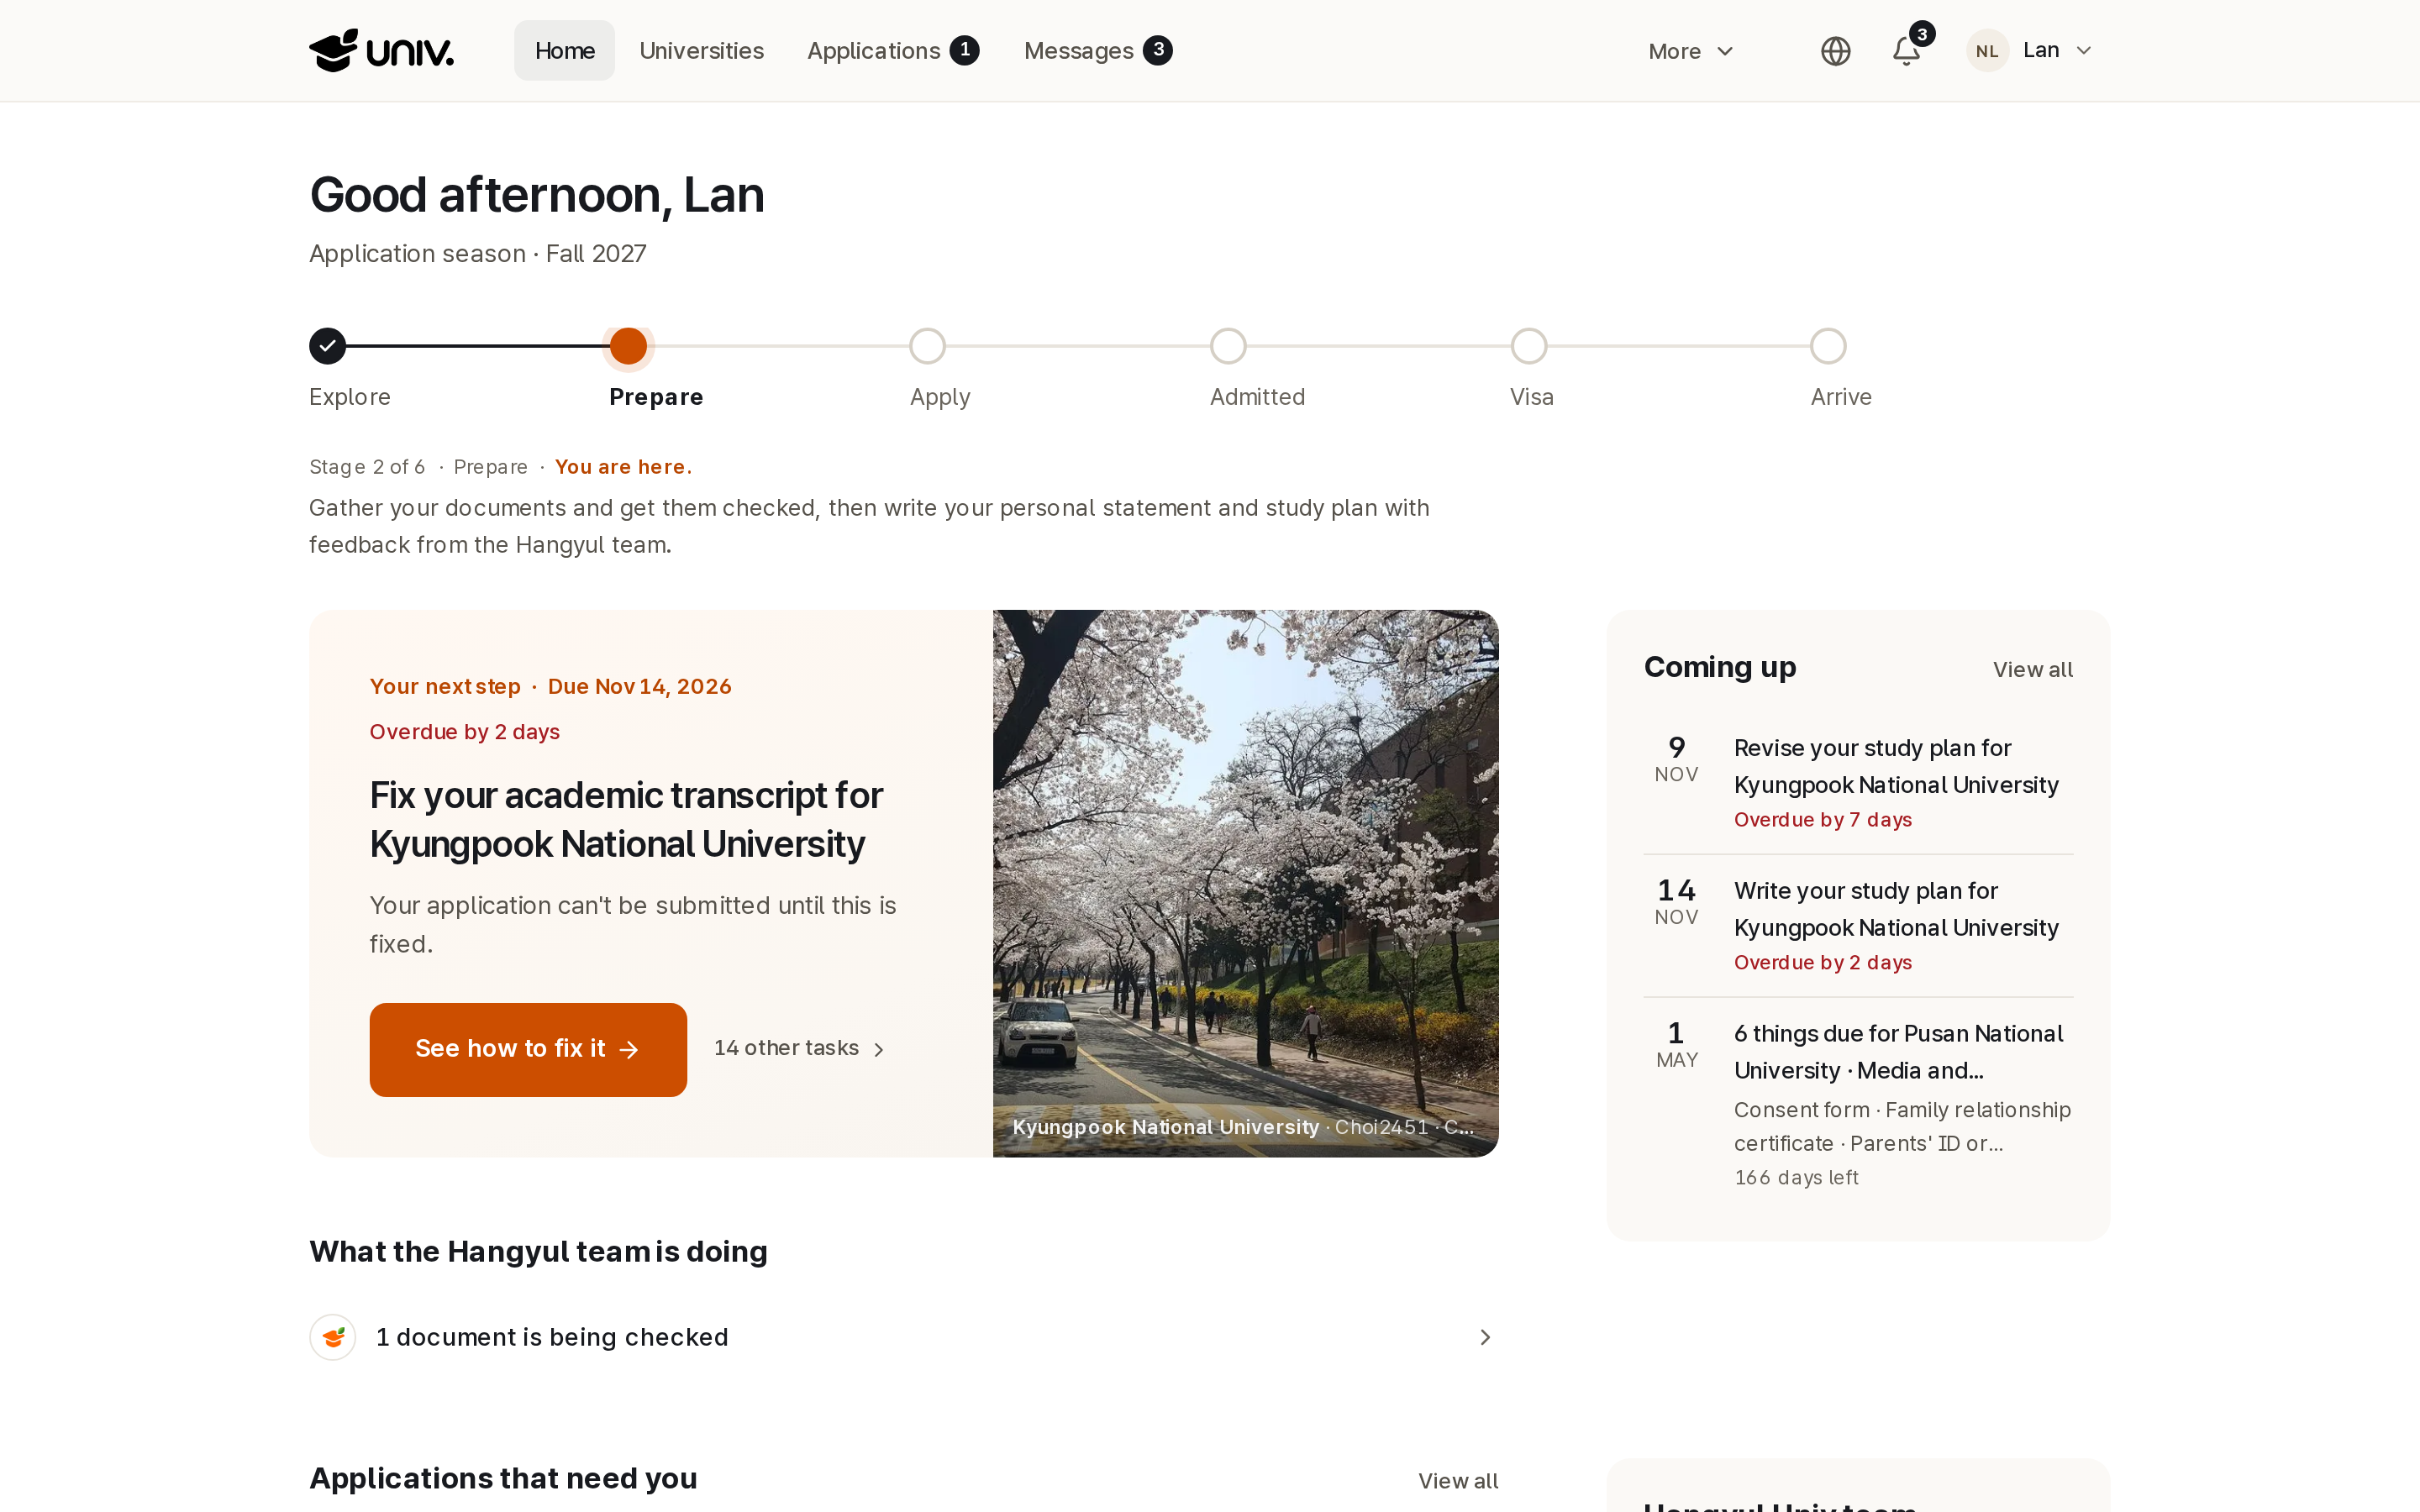 UNIV.
Home
Universities
Applications 1
Messages 3
More
3
NL
Lan
Good afternoon, Lan
Application season · Fall 2027
Explore
Prepare
Apply
Admitted
Visa
Arrive
Stage 2 of 6 · Prepare · You are here.
Gather your documents and get them checked, then write your personal statement and study plan with
feedback from the Hangyul team.
Your next step · Due Nov 14, 2026
Overdue by 2 days
Fix your academic transcript for
Kyungpook National University
Your application can't be submitted until this is
fixed.
See how to fix it
14 other tasks
Kyungpook National University · Choi2451 · C...
Coming up
View all
9
NOV
Revise your study plan for
Kyungpook National University
Overdue by 7 days
14
NOV
Write your study plan for
Kyungpook National University
Overdue by 2 days
1
MAY
6 things due for Pusan National
University · Media and...
Consent form · Family relationship
certificate · Parents' ID or...
166 days left
What the Hangyul team is doing
1 document is being checked
Applications that need you
View all
Hangyul Univ team